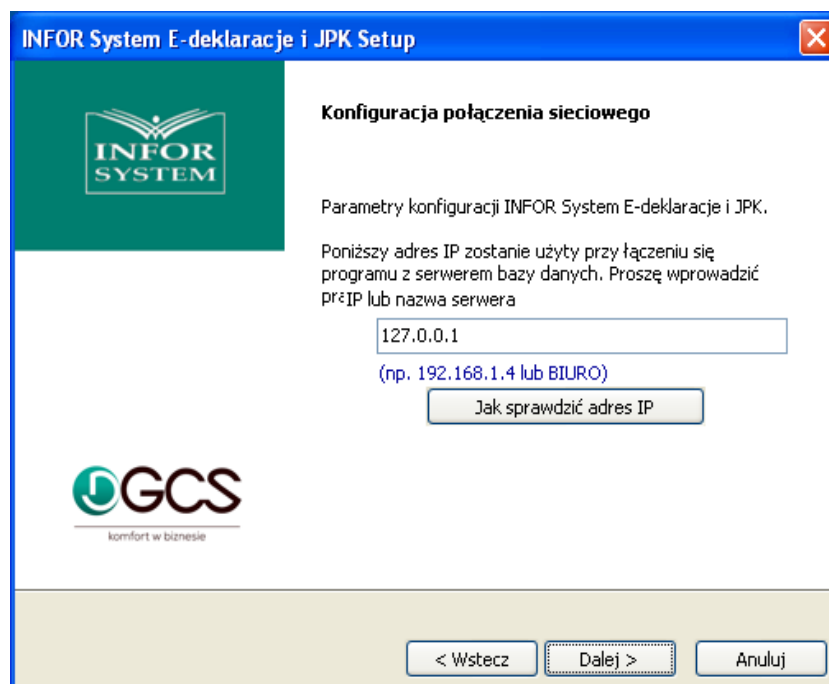 INFOR System E-deklaracje i JPK Setup
INFOR
SYSTEM
Konfiguracja połączenia sieciowego
Parametry konfiguracji INFOR System E-deklaracje i JPK.
Poniższy adres IP zostanie użyty przy łączeniu się
programu z serwerem bazy danych. Proszę wprowadzić
IP lub nazwa serwera
127.0.0.1
(np. 192.168.1.4 lub BIURO)
Jak sprawdzić adres IP
GCS
komfort w biznesie
< Wstecz
Dalej >
Anuluj